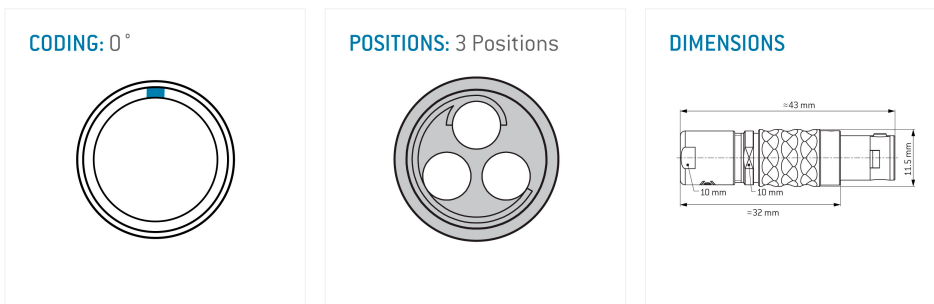 CODING: 0°
POSITIONS: 3 Positions
DIMENSIONS
≈43 mm
11.5 mm
10 mm
10 mm
≈32 mm